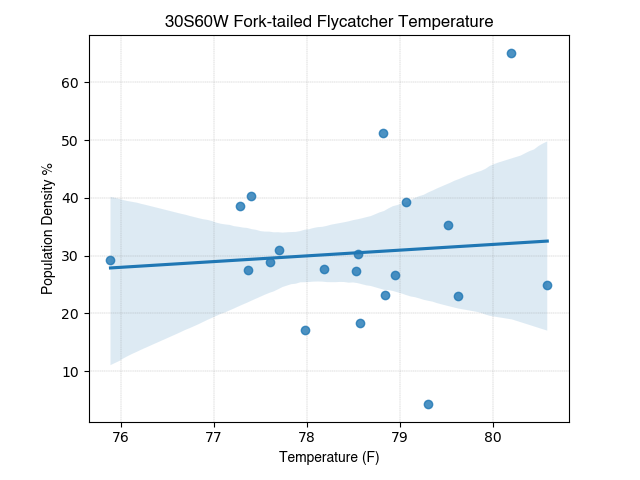 30S60W Fork-tailed Flycatcher Temperature
Population Density %
60
50
40
30
20
10
76 77 78 79 80
Temperature (F)